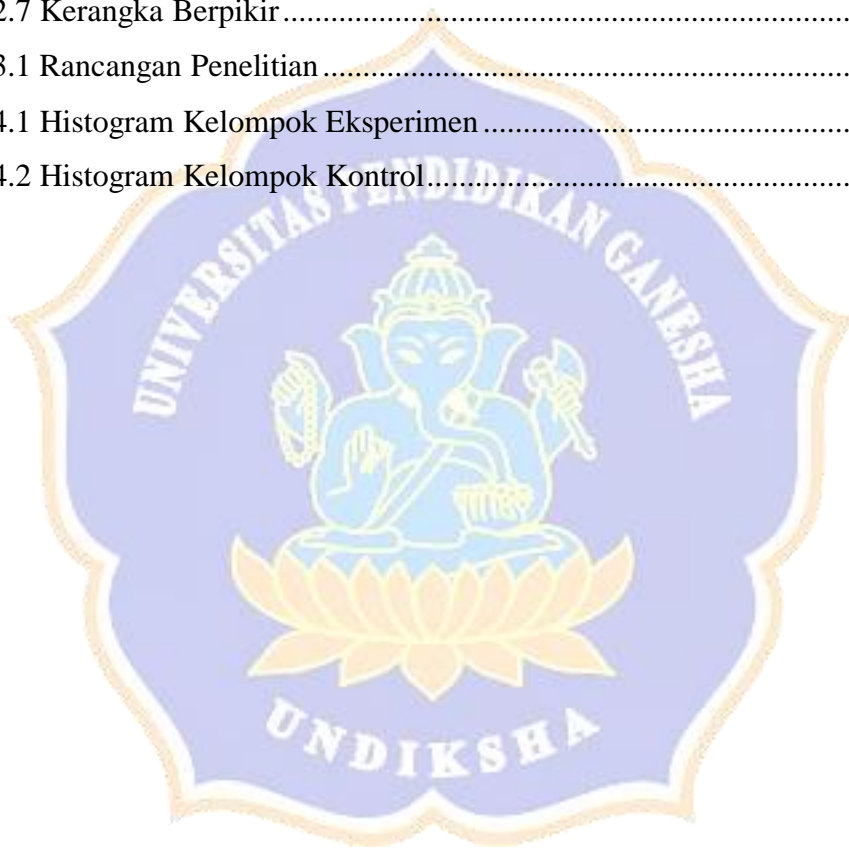 2.7 Kerangka Berpikir
3.1 Rancangan Penelitian
4.1 Histogram Kelompok Eksperimen
4.2 Histogram Kelompok Kontrol
UNIVERSITAS PENDIDIKAN GANESHA
UNDIKSHA